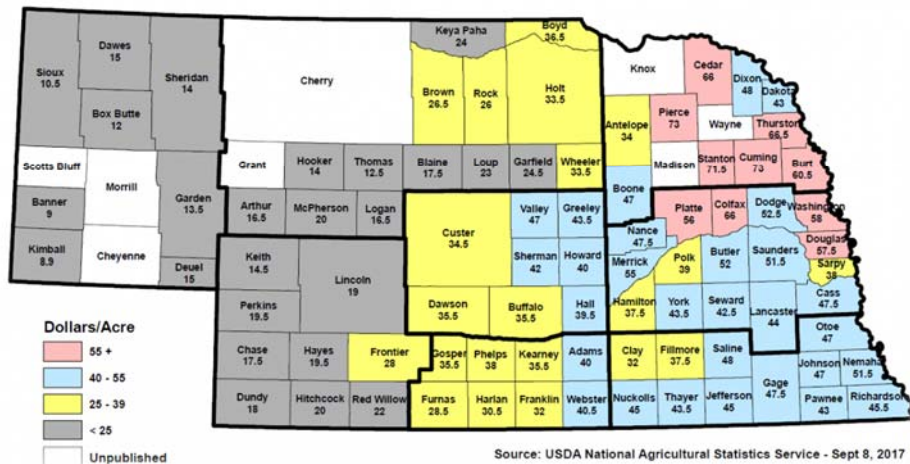 Sioux
10.5
Dawes
15
Sheridan
14
Box Butte
12
Scotts Bluff
Morrill
Banner
9
Kimball
8.9
Cheyenne
Garden
13.5
Deuel
15
Cherry
Keya Paha
24
Boyd
36.5
Brown
26.5
Rock
26
Holt
33.5
Grant
Hooker
14
Thomas
12.5
Blaine
17.5
Loup
23
Garfield
24.5
Wheeler
33.5
Arthur
16.5
McPherson
20
Logan
16.5
Knox
Cedar
66
Dixon
48
Dakota
43
Antelope
34
Pierce
73
Wayne
Thurston
66.5
Madison
Stanton
71.5
Cuming
73
Burt
60.5
Boone
47
Custer
34.5
Valley
47
Greeley
43.5
Sherman
42
Howard
40
Dawson
35.5
Buffalo
35.5
Hall
39.5
Nance
47.5
Platte
56
Colfax
66
Dodge
52.5
Washington
58
Douglas
57.5
Sarpy
38
Merrick
55
Polk
39
Butler
52
Saunders
51.5
Hamilton
37.5
York
43.5
Seward
42.5
Lancaster
44
Cass
47.5
Keith
14.5
Lincoln
19
Perkins
19.5
Chase
17.5
Hayes
19.5
Frontier
28
Dundy
18
Hitchcock
20
Red Willow
22
Gosper
35.5
Phelps
38
Kearney
35.5
Adams
40
Furnas
28.5
Harlan
30.5
Franklin
32
Webster
40.5
Clay
32
Fillmore
37.5
Saline
48
Nuckolls
45
Thayer
43.5
Jefferson
45
Gage
47.5
Otoe
47
Johnson
47
Nemaha
51.5
Pawnee
43
Richardson
45.5
Dollars/Acre
55 +
40 - 55
25 - 39
< 25
Unpublished
Source: USDA National Agricultural Statistics Service - Sept 8, 2017